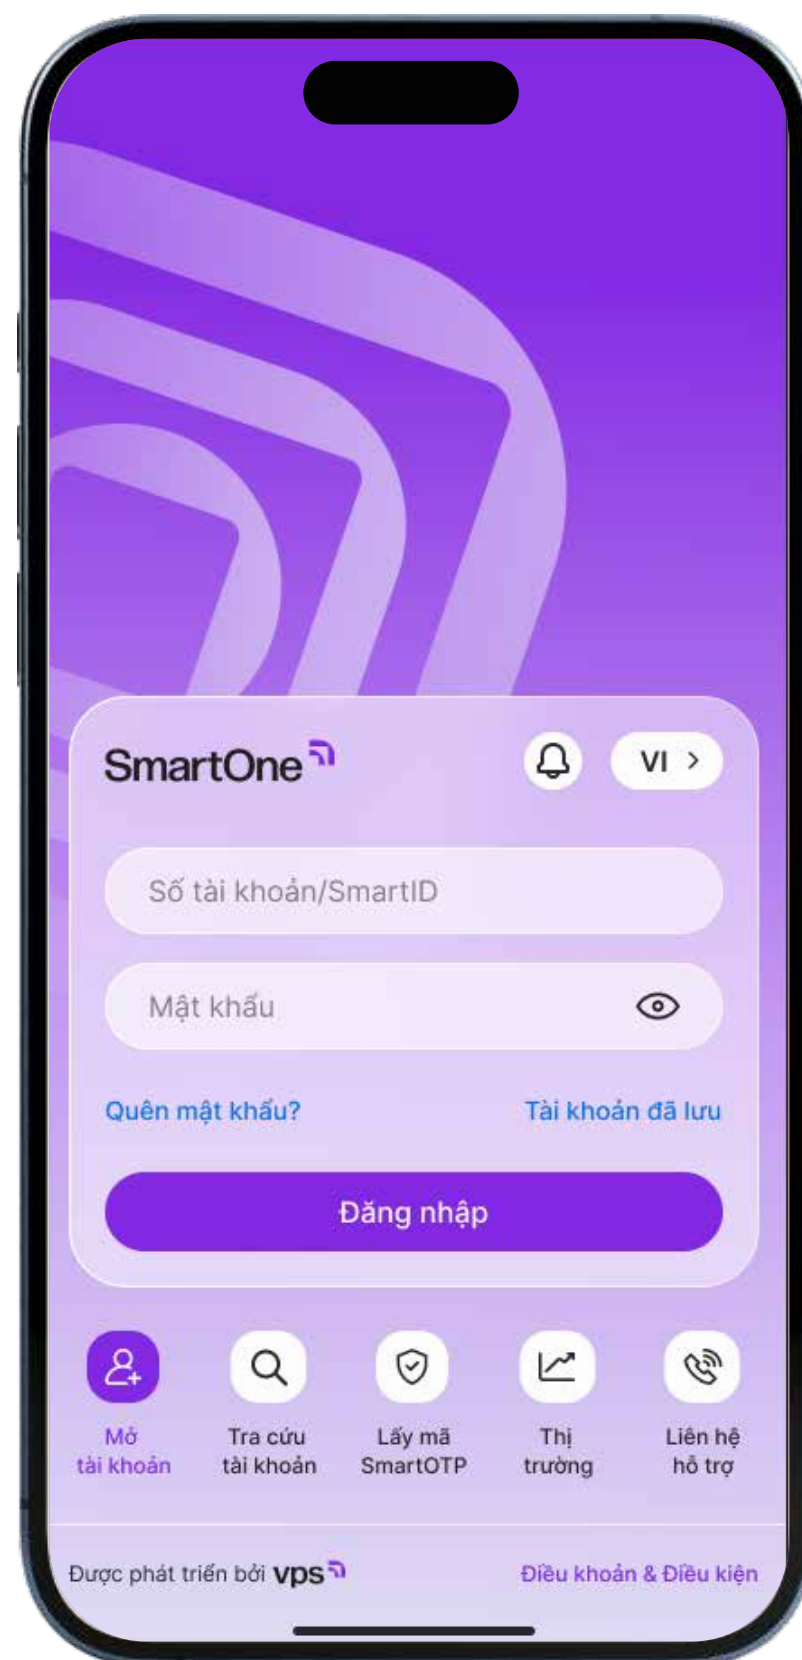 SmartOne
VI
Số tài khoản/SmartID
Mật khẩu
Quên mật khẩu?
Tài khoản đã lưu
Đăng nhập
Mở
tài khoản
Tra cứu
tài khoản
Lấy mã
SmartOTP
Thị
trường
Liên hệ
hỗ trợ
Được phát triển bởi vps
Điều khoản & Điều kiện